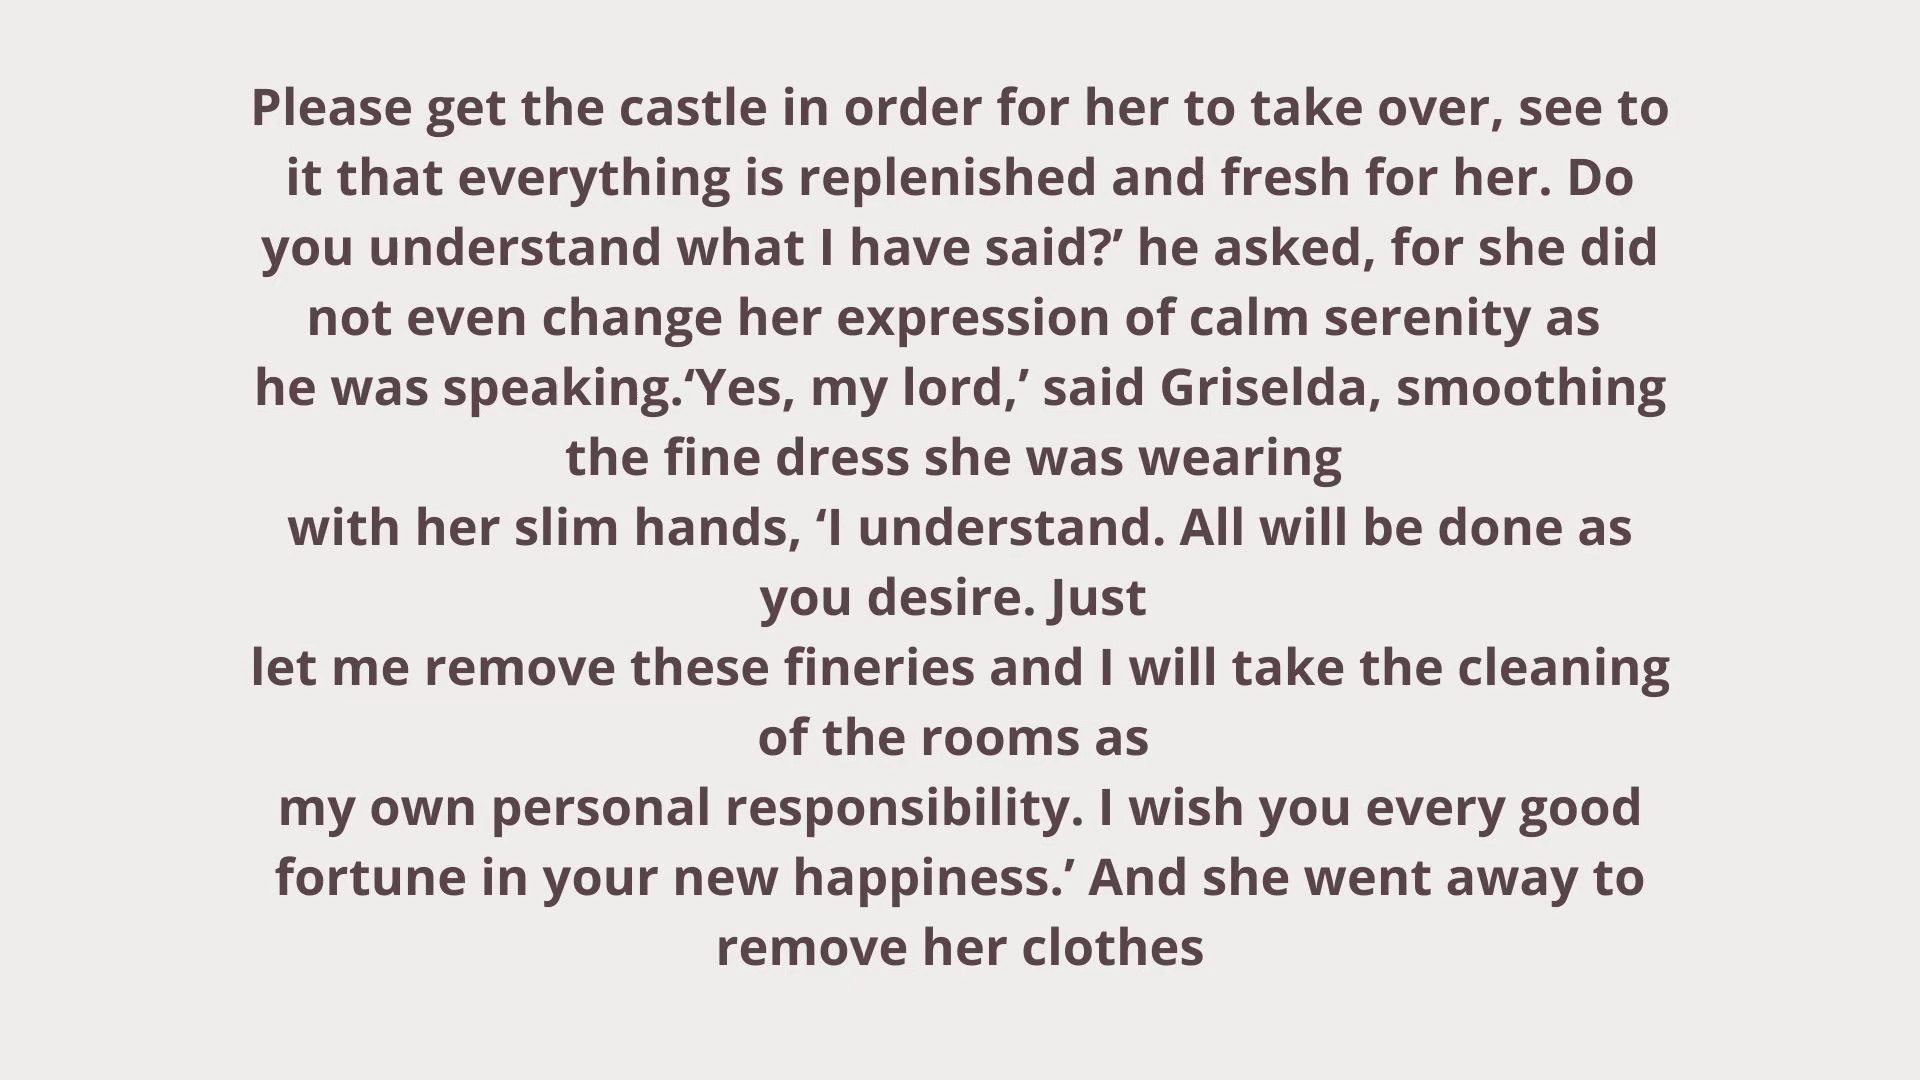 Please get the castle in order for her to take over, see to
it that everything is replenished and fresh for her. Do
you understand what I have said?’ he asked, for she did
not even change her expression of calm serenity as
he was speaking.‘Yes, my lord,’ said Griselda, smoothing
the fine dress she was wearing
with her slim hands, ‘I understand. All will be done as
you desire. Just
let me remove these fineries and I will take the cleaning
of the rooms as
my own personal responsibility. I wish you every good
fortune in your new happiness.’ And she went away to
remove her clothes